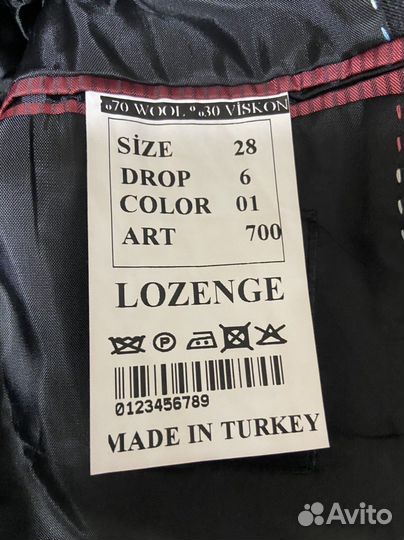 %70 WOOL %30 VİSKON
SİZE 28
DROP 6
COLOR 01
ART 700
LOZENGE
P
0123456789
MADE IN TURKEY
Avito